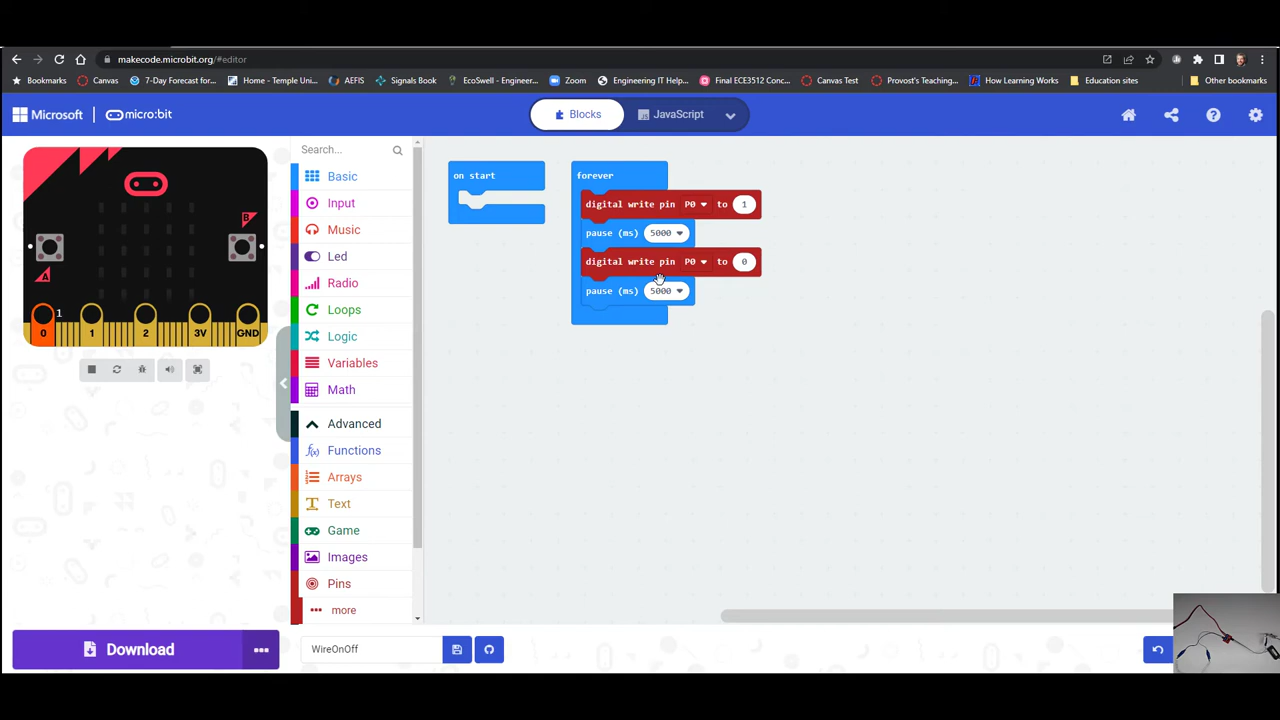 makecode.microbit.org/#editor
Bookmarks Canvas 7-Day Forecast for... Home - Temple Uni... AEFIS Signals Book EcoSwell - Engineer... Zoom Engineering IT Help... Final ECE3512 Conc... Canvas Test Provost's Teaching... How Learning Works Education sites Other bookmarks
Microsoft micro:bit Blocks JavaScript
Search...
Basic
Input
Music
Led
Radio
Loops
Logic
Variables
Math
Advanced
Functions
Arrays
Text
Game
Images
Pins
more
on start
forever
digital write pin P0 to 1
pause (ms) 5000
digital write pin P0 to 0
pause (ms) 5000
A
B
1
0 1 2 3V GND
Download
WireOnOff